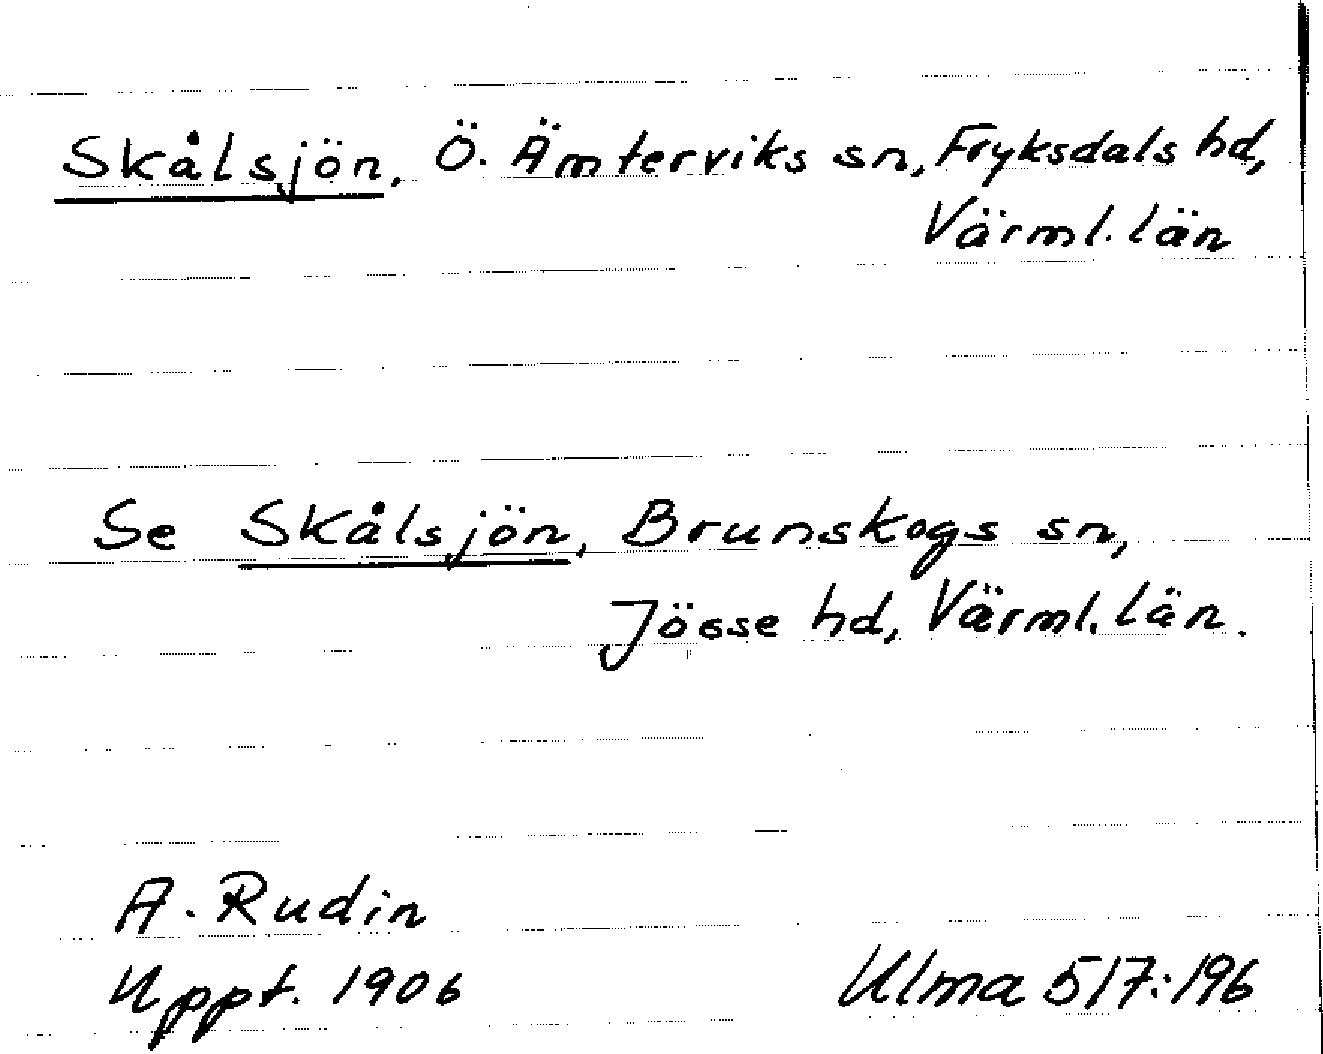 Skålsjön, Ö. Ämterviks sn, Fryksdals hd,
Värml. län
Se Skålsjön, Brunskogs sn,
Jösse hd, Värml. län.
A. Rudin
Uppt. 1906
Ulma 517:196